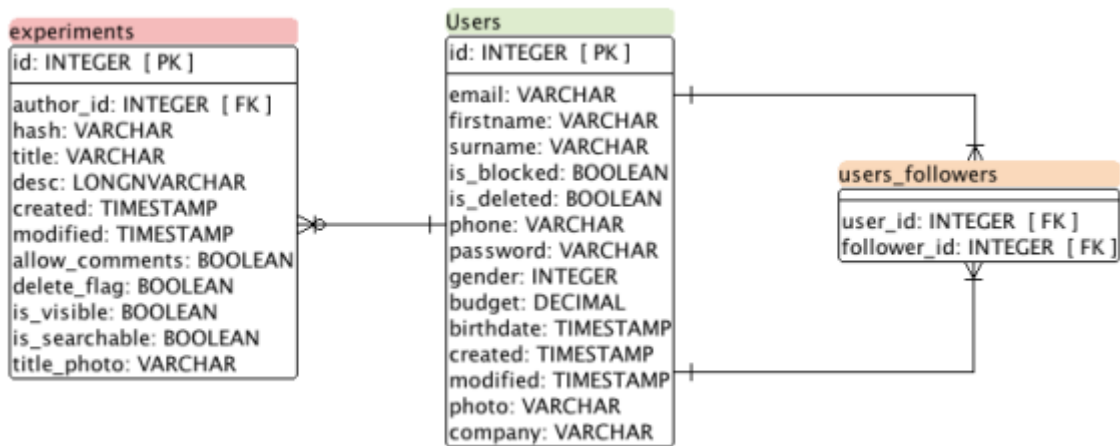 experiments
id: INTEGER [ PK ]
author_id: INTEGER [ FK ]
hash: VARCHAR
title: VARCHAR
desc: LONGNVARCHAR
created: TIMESTAMP
modified: TIMESTAMP
allow_comments: BOOLEAN
delete_flag: BOOLEAN
is_visible: BOOLEAN
is_searchable: BOOLEAN
title_photo: VARCHAR
Users
id: INTEGER [ PK ]
email: VARCHAR
firstname: VARCHAR
surname: VARCHAR
is_blocked: BOOLEAN
is_deleted: BOOLEAN
phone: VARCHAR
password: VARCHAR
gender: INTEGER
budget: DECIMAL
birthdate: TIMESTAMP
created: TIMESTAMP
modified: TIMESTAMP
photo: VARCHAR
company: VARCHAR
users_followers
user_id: INTEGER [ FK ]
follower_id: INTEGER [ FK ]